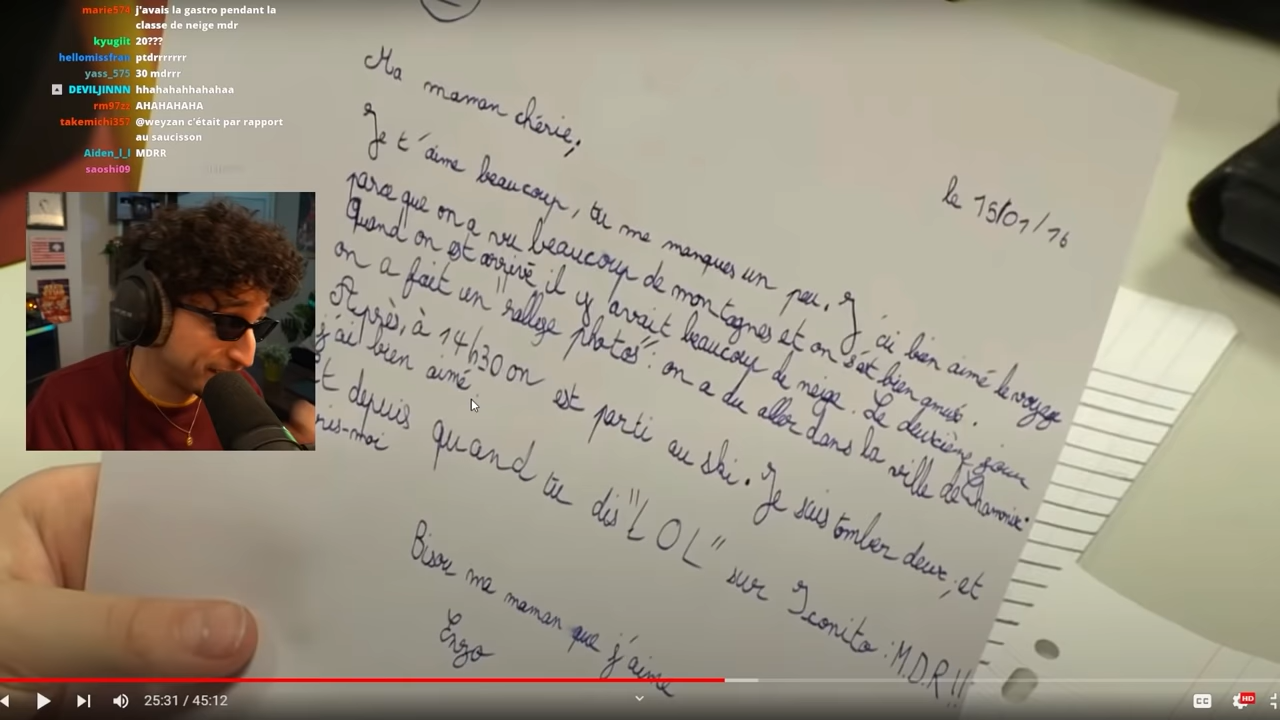 marie574 j'avais la gastro pendant la
classe de neige mdr
kyugiit 20???
hellomissfran ptdrrrrrrr
yass_575 30 mdrrr
DEVILJINNN hhahahahhahahaa
rm97zz AHAHAHAHA
takemichi357 @weyzan c'était par rapport
au saucisson
Aiden_l_l MDRR
saoshi09
le 15/01/16
Ma maman chérie,
Je t'aime beaucoup, tu me manques un peu. J'ai bien aimé le voyage
parce que on a vu beaucoup de montagnes et on s'est bien amusé.
Quand on est arrivé, il y avait beaucoup de neige. Le deuxième jour
on a fait un "rallege photos": on a du aller dans la ville de Chamonix.
Après, à 14h30 on est parti au ski. Je suis tomber deux, et
j'ai bien aimé.
t depuis quand tu dis "LOL" sur Iconito : M.D.R !!
ris-moi
Bisou ma maman que j'aime
Enzo
25:31 / 45:12
CC
HD